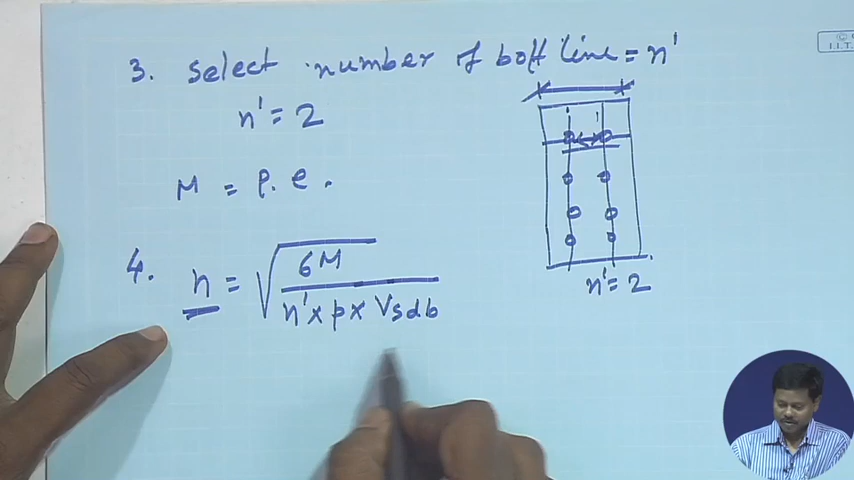 3. Select number of bolt line = n'
n' = 2
M = P. e.
4. n = √ 6M
n' x p x Vsdb
n' = 2
©
I.I.T.